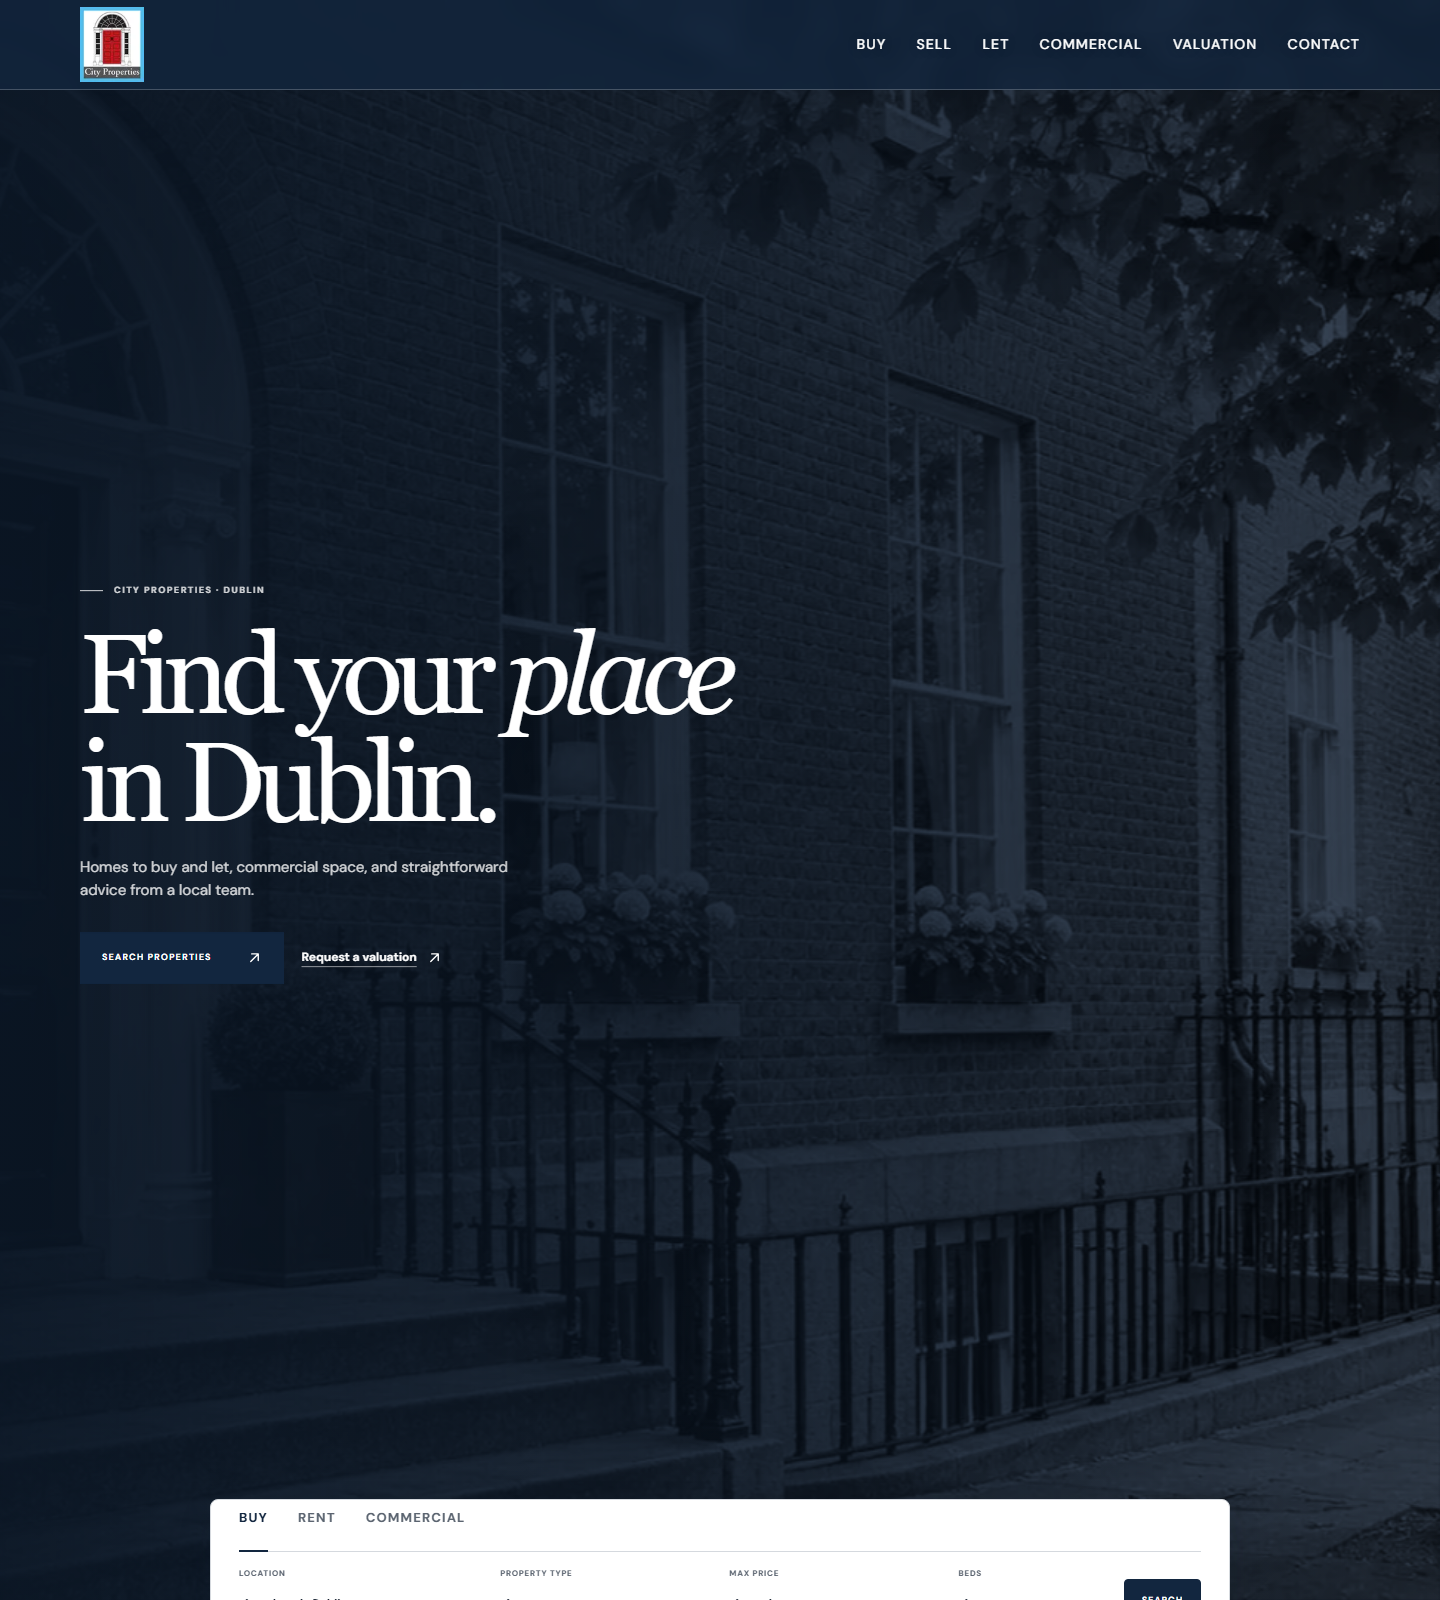 City Properties
BUY SELL LET COMMERCIAL VALUATION CONTACT
CITY PROPERTIES · DUBLIN
Find your place
in Dublin.
Homes to buy and let, commercial space, and straightforward
advice from a local team.
SEARCH PROPERTIES
Request a valuation
BUY RENT COMMERCIAL
LOCATION PROPERTY TYPE MAX PRICE BEDS
SEARCH